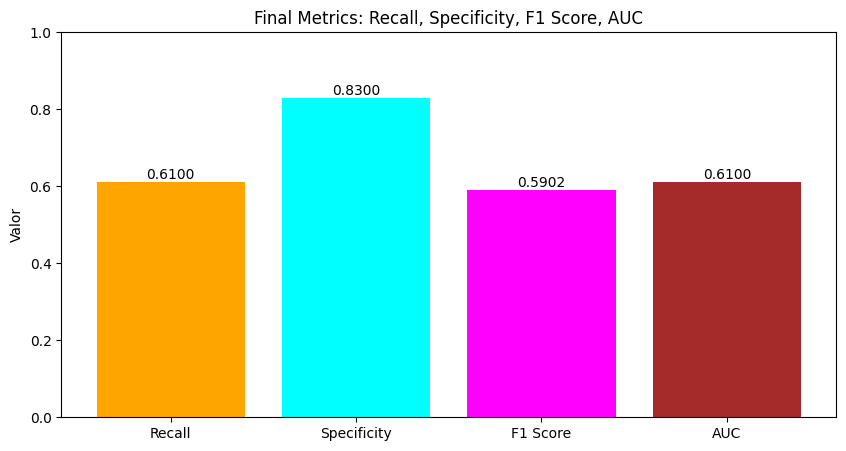 Final Metrics: Recall, Specificity, F1 Score, AUC
1.0
0.8
0.6
0.4
0.2
0.0
Valor
0.6100
0.8300
0.5902
0.6100
Recall
Specificity
F1 Score
AUC